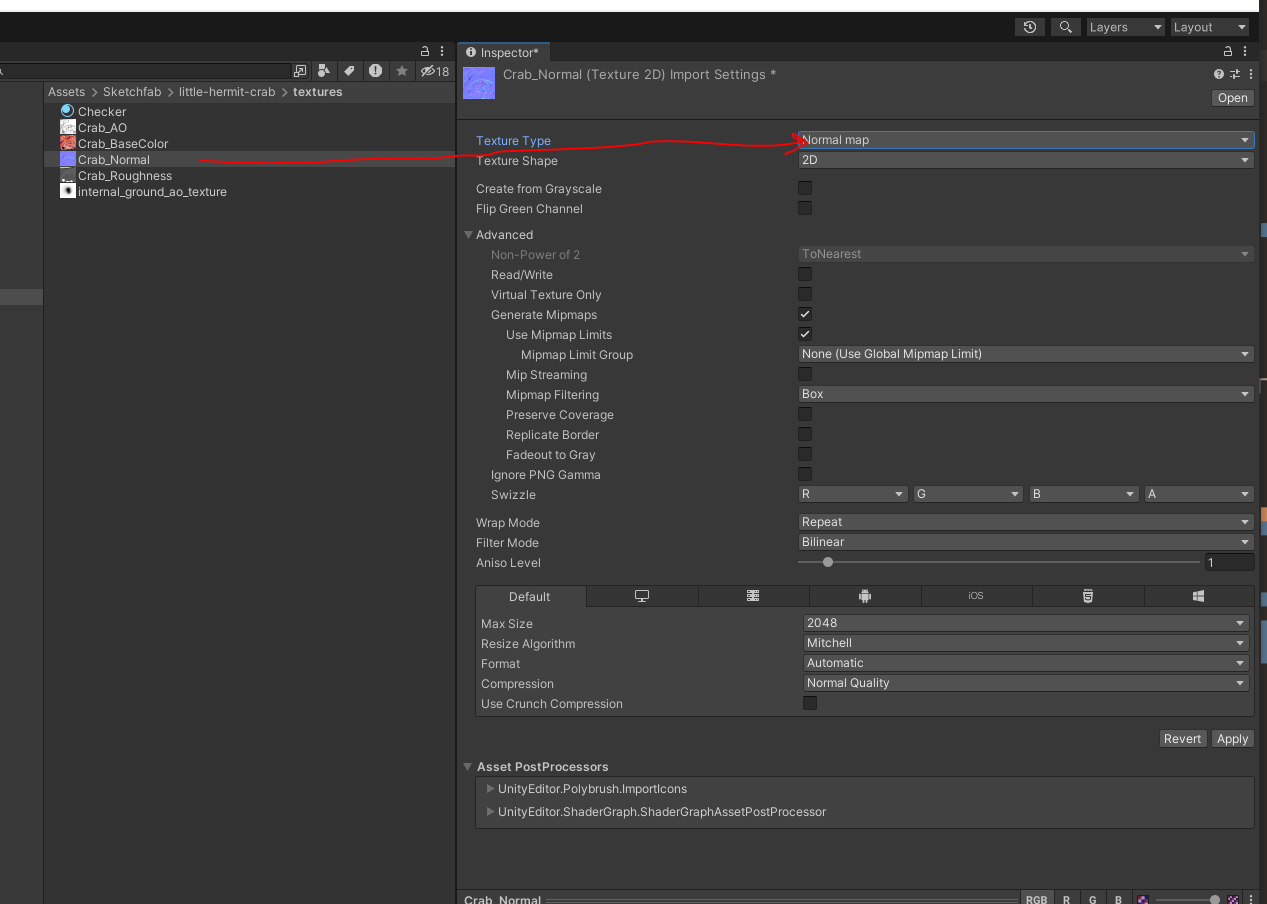 Layers
Layout
18
Inspector*
Assets > Sketchfab > little-hermit-crab > textures
Crab_Normal (Texture 2D) Import Settings *
Open
Checker
Crab_AO
Crab_BaseColor
Crab_Normal
Crab_Roughness
internal_ground_ao_texture
Texture Type Normal map
Texture Shape 2D
Create from Grayscale
Flip Green Channel
Advanced
Non-Power of 2 ToNearest
Read/Write
Virtual Texture Only
Generate Mipmaps
Use Mipmap Limits
Mipmap Limit Group None (Use Global Mipmap Limit)
Mip Streaming
Mipmap Filtering Box
Preserve Coverage
Replicate Border
Fadeout to Gray
Ignore PNG Gamma
Swizzle R G B A
Wrap Mode Repeat
Filter Mode Bilinear
Aniso Level 1
Default iOS
Max Size 2048
Resize Algorithm Mitchell
Format Automatic
Compression Normal Quality
Use Crunch Compression
Revert Apply
Asset PostProcessors
UnityEditor.Polybrush.ImportIcons
UnityEditor.ShaderGraph.ShaderGraphAssetPostProcessor
Crab_Normal RGB R G B